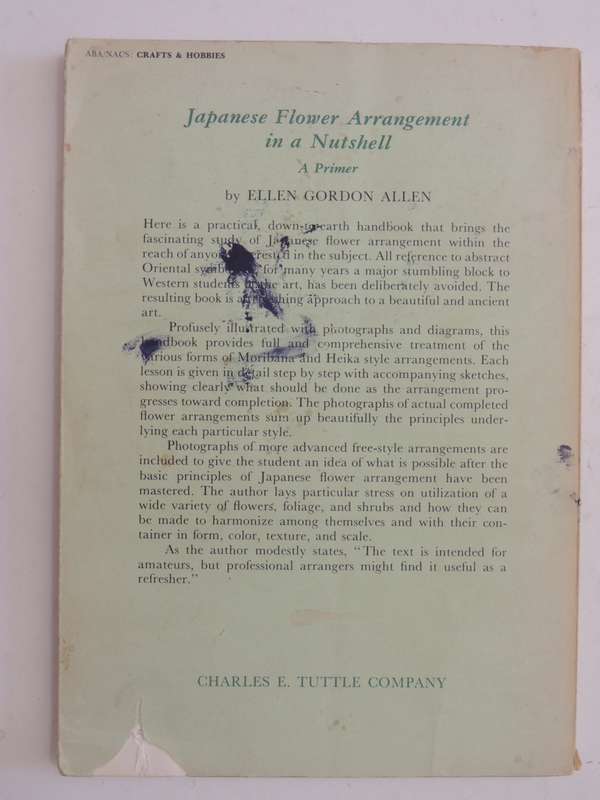 ABA/NACS: CRAFTS & HOBBIES
Japanese Flower Arrangement
in a Nutshell
A Primer
by ELLEN GORDON ALLEN
Here is a practical, down-to-earth handbook that brings the
fascinating study of Japanese flower arrangement within the
reach of anyone interested in the subject. All reference to abstract
Oriental for many years a major stumbling block to
Western students of the art, has been deliberately avoided. The
resulting book is a refreshing approach to a beautiful and ancient
art.
Profusely illustrated with photographs and diagrams, this
handbook provides full and comprehensive treatment of the
various forms of Moribana and Heika style arrangements. Each
lesson is given in detail step by step with accompanying sketches,
showing clearly what should be done as the arrangement pro-
gresses toward completion. The photographs of actual completed
flower arrangements sum up beautifully the principles under-
lying each particular style.
Photographs of more advanced free-style arrangements are
included to give the student an idea of what is possible after the
basic principles of Japanese flower arrangement have been
mastered. The author lays particular stress on utilization of a
wide variety of flowers, foliage, and shrubs and how they can
be made to harmonize among themselves and with their con-
tainer in form, color, texture, and scale.
As the author modestly states, "The text is intended for
amateurs, but professional arrangers might find it useful as a
refresher."
CHARLES E. TUTTLE COMPANY